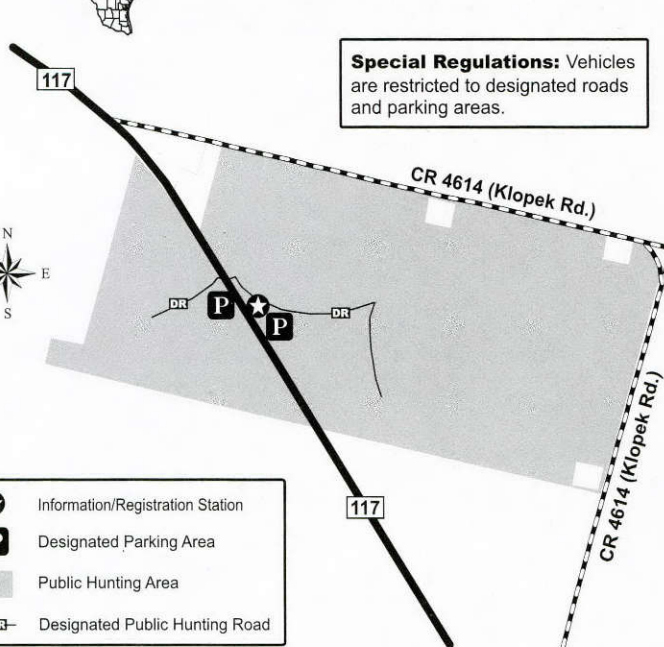 117
Special Regulations: Vehicles
are restricted to designated roads
and parking areas.
CR 4614 (Klopek Rd.)
N
E
S
DR
P
P
DR
CR 4614 (Klopek Rd.)
117
Information/Registration Station
P
Designated Parking Area
Public Hunting Area
DR
Designated Public Hunting Road